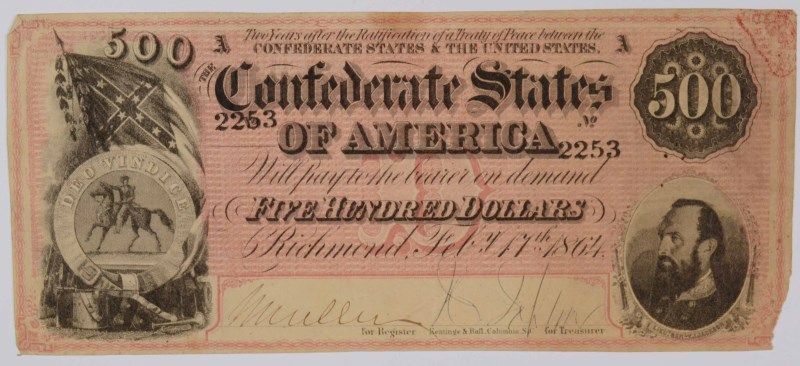 Two Years after the Ratification of a Treaty of Peace between the
CONFEDERATE STATES & THE UNITED STATES.
500 A A
THE Confederate States 500
2253 OF AMERICA No 2253
Will pay to the bearer on demand
DEO VINDICE
FIVE HUNDRED DOLLARS
Richmond, Feby. 17th 1864.
for Register Keatinge & Ball, Columbia, S.C. for Treasurer